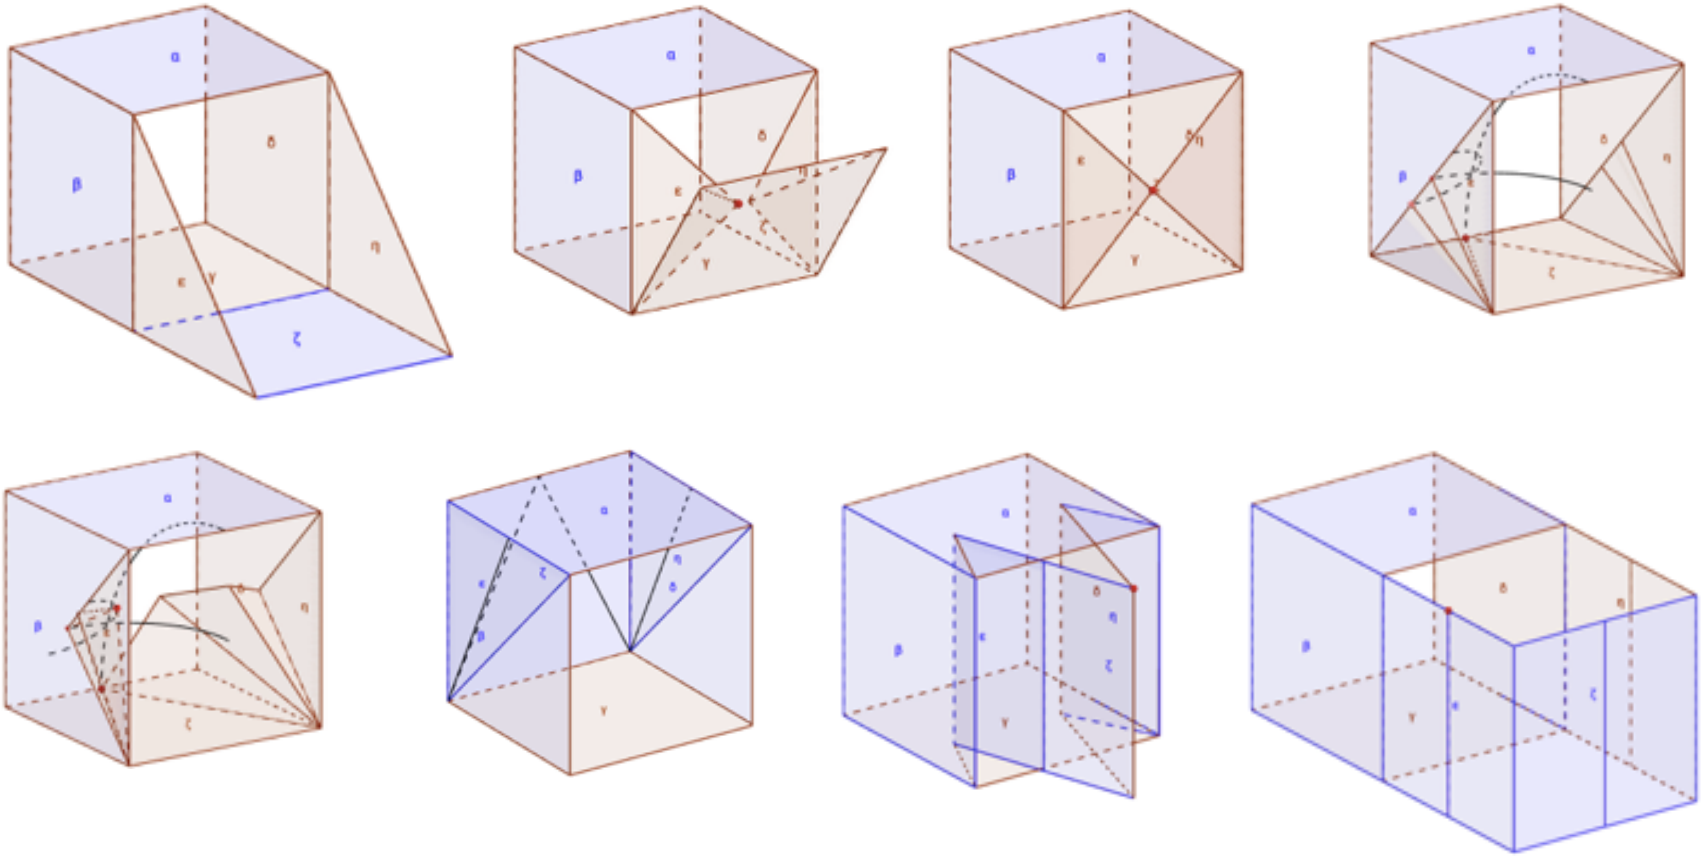 α
δ
β
η
ε γ
ζ
α
δ
η
β
ε
ζ
γ
α
δη
ε
β
γ
α
δ
η
β
ε
ζ
α
δ
η
β
ζ
α
η
ε
ζ
δ
β
γ
α
δ
η
ε
β
ζ
γ
α
δ
η
β
ζ
ε
γ